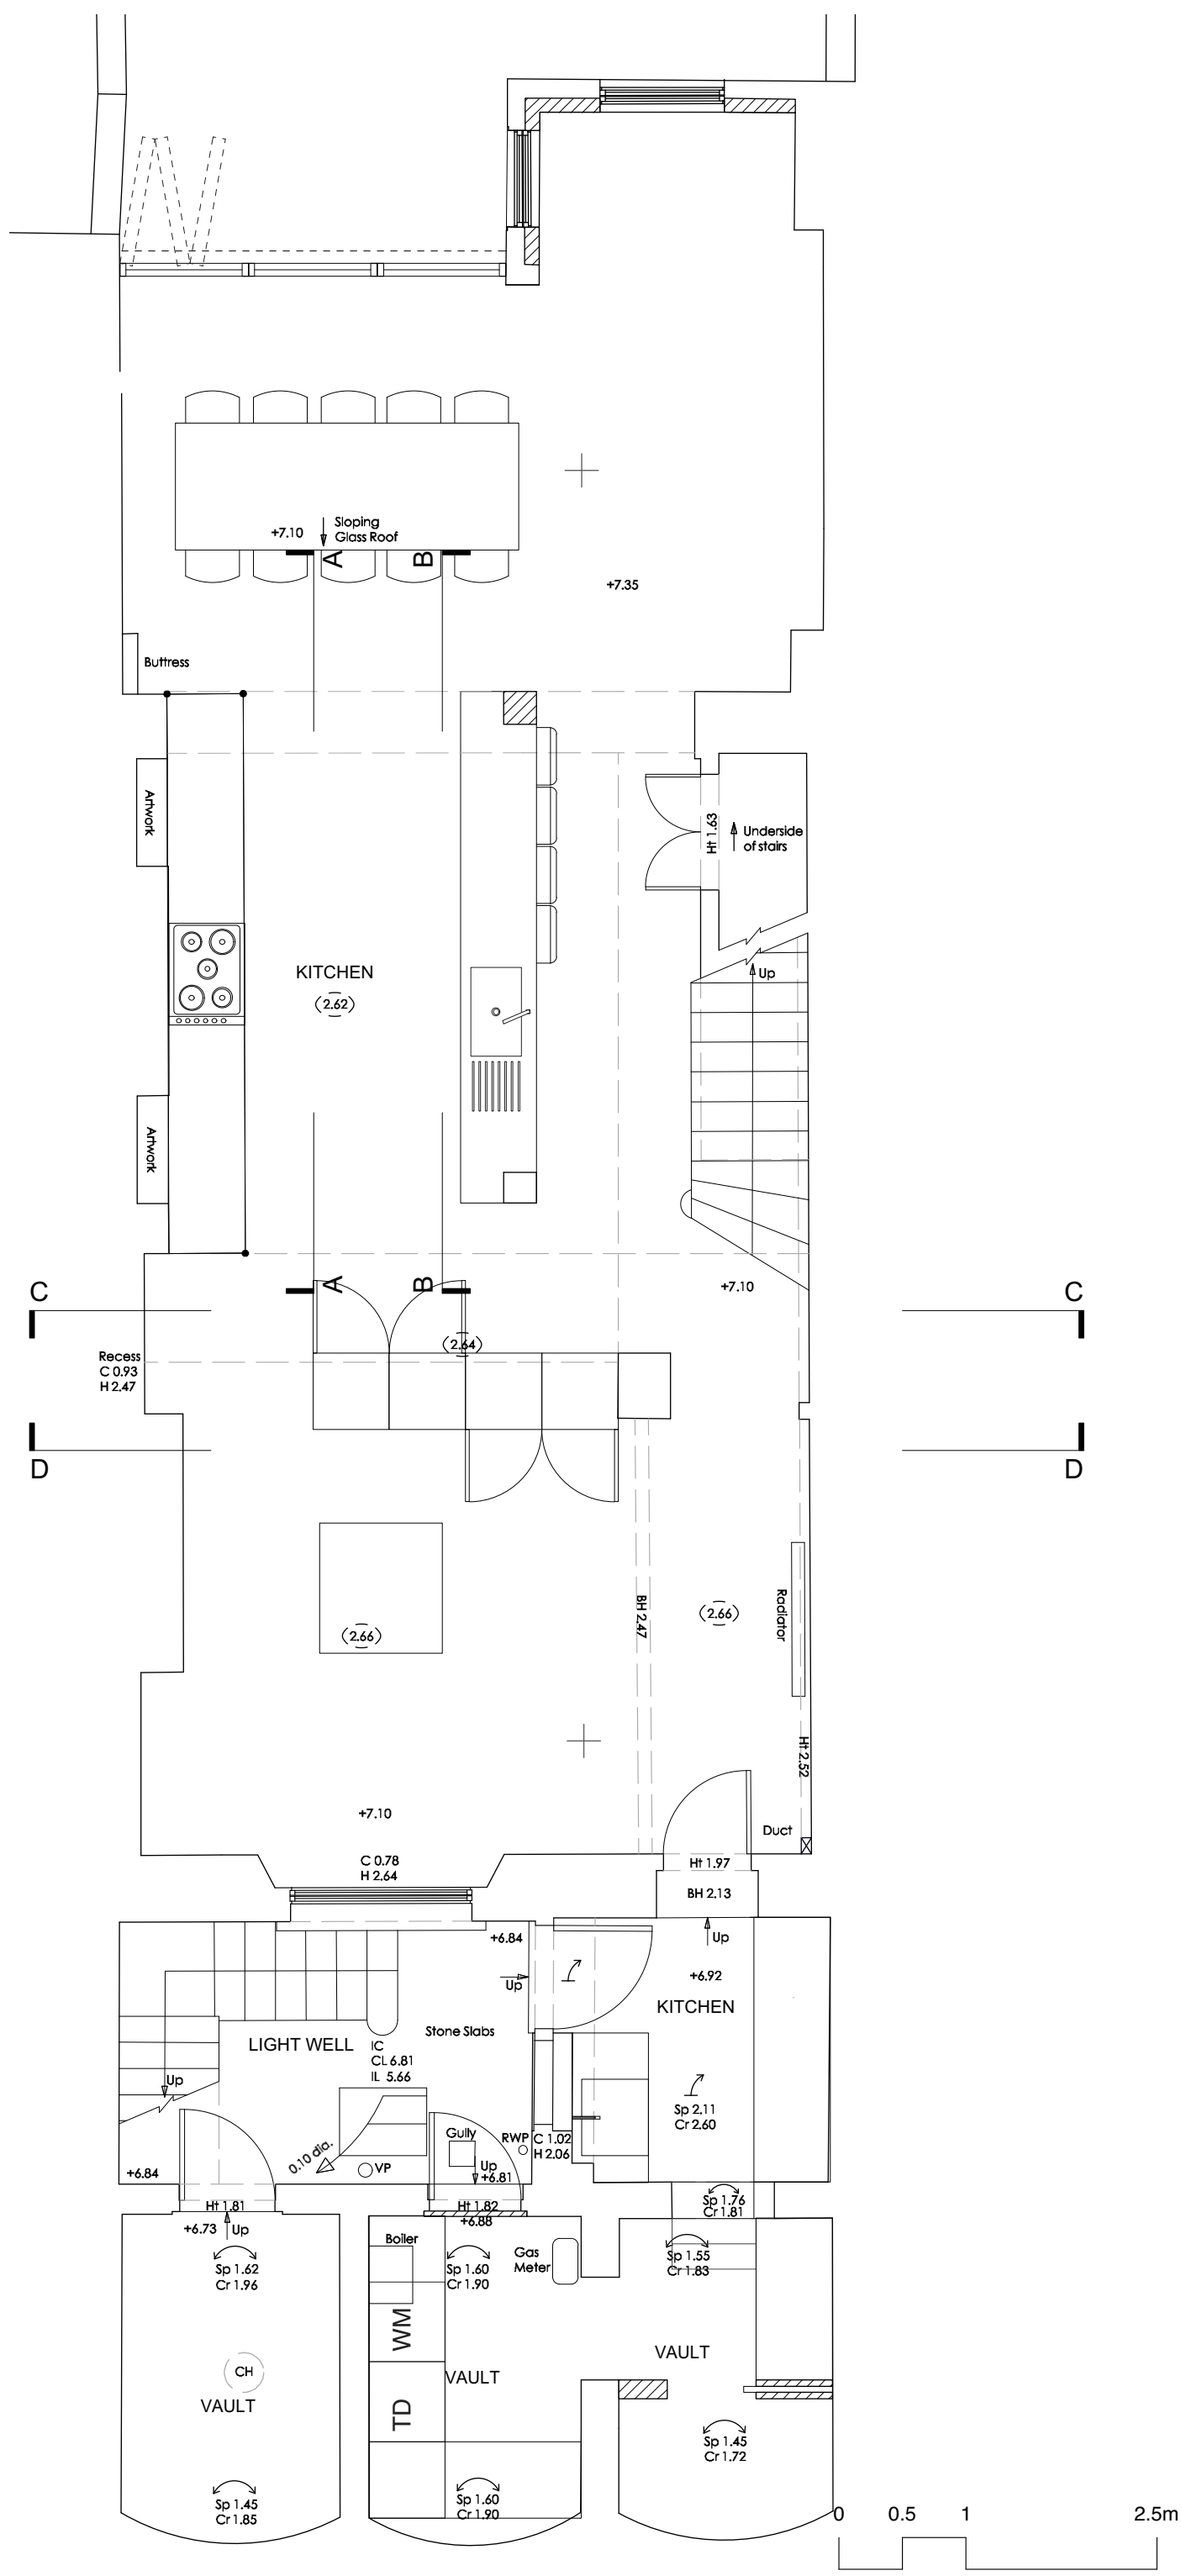 Sloping
Glass Roof
+7.10
A
B
+7.35
Buttress
Artwork
Ht 1.63
Underside
of stairs
KITCHEN
(2.62)
Up
Artwork
A
B
+7.10
C
C
(2.64)
Recess
C 0.93
H 2.47
D
D
BH 2.47
(2.66)
Radiator
(2.66)
Ht 2.52
+7.10
Duct
C 0.78
H 2.64
Ht 1.97
BH 2.13
+6.84
Up
Up
+6.92
KITCHEN
Stone Slabs
LIGHT WELL
IC
CL 6.81
IL 5.66
Up
Sp 2.11
Cr 2.60
Gully
RWP
C 1.02
H 2.06
0.10 dia.
VP
Up
+6.81
+6.84
Ht 1.81
Ht 1.82
+6.88
Sp 1.76
Cr 1.81
+6.73
Up
Boiler
Sp 1.62
Cr 1.96
Sp 1.60
Cr 1.90
Gas
Meter
Sp 1.55
Cr 1.83
WM
VAULT
CH
VAULT
VAULT
TD
Sp 1.45
Cr 1.72
Sp 1.45
Cr 1.85
Sp 1.60
Cr 1.90
0 0.5 1 2.5m